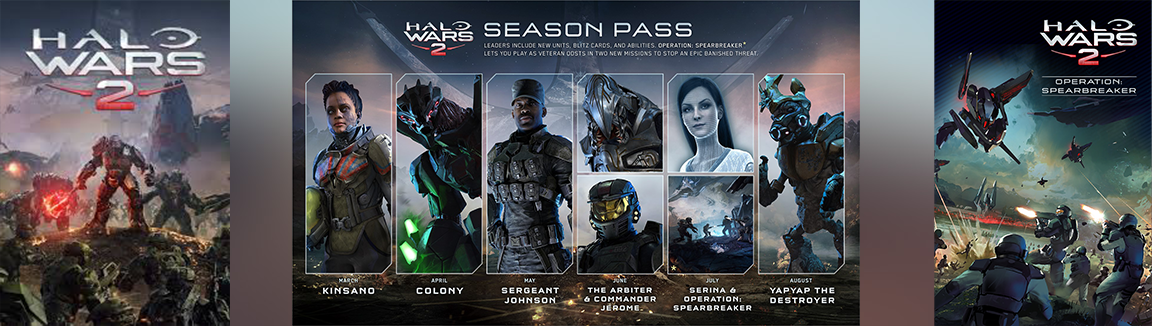 HALO
WARS
2
HALO
WARS
2
SEASON PASS
LEADERS INCLUDE NEW UNITS, BLITZ CARDS, AND ABILITIES. OPERATION: SPEARBREAKER*
LETS YOU PLAY AS VETERAN ODSTS IN TWO NEW MISSIONS TO STOP AN EPIC BANISHED THREAT.
MARCH
KINSANO
APRIL
COLONY
MAY
SERGEANT
JOHNSON
JUNE
THE ARBITER
& COMMANDER
JEROME
JULY
SERINA &
OPERATION:
SPEARBREAKER
AUGUST
YAPYAP THE
DESTROYER
HALO
WARS
2
OPERATION:
SPEARBREAKER